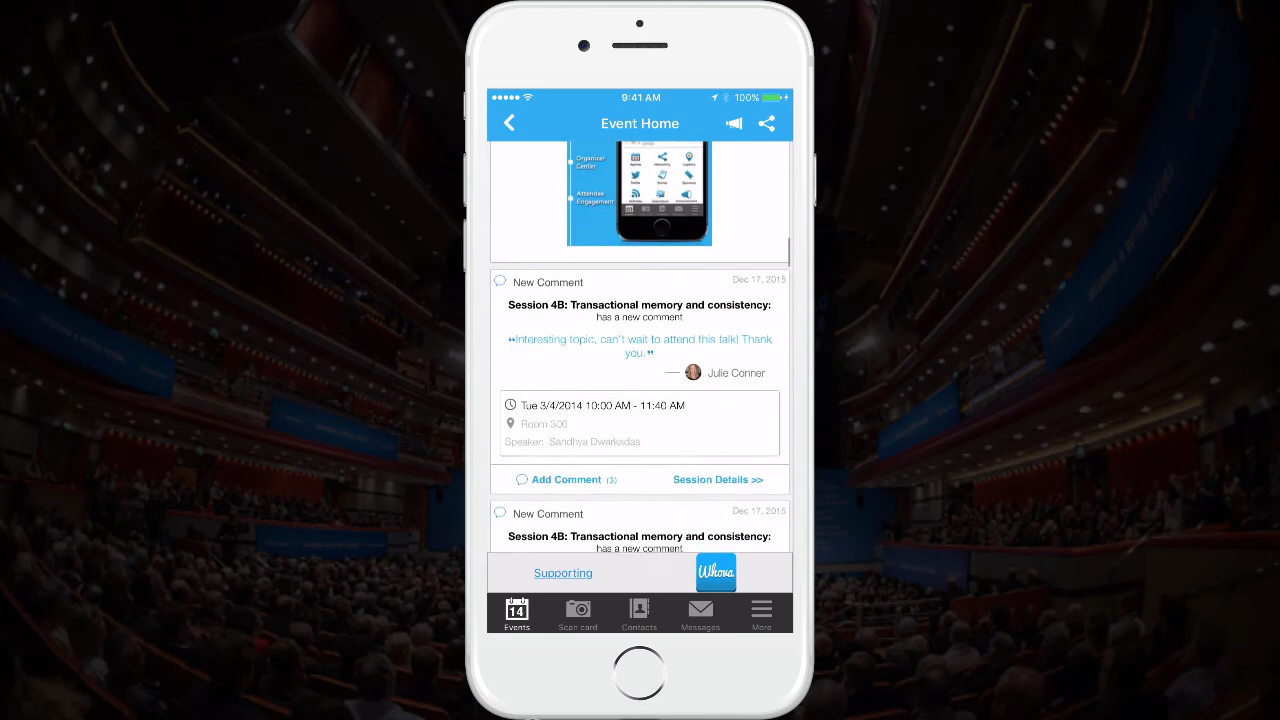 9:41 AM
100%
Event Home
Organizer
Center
Attendee
Engagement
New Comment
Dec 17, 2015
Session 4B: Transactional memory and consistency:
has a new comment
❝Interesting topic, can't wait to attend this talk! Thank
you.❞
— Julie Conner
Tue 3/4/2014 10:00 AM - 11:40 AM
Room 300
Speaker: Sandhya Dwarkadas
Add Comment (3)
Session Details >>
New Comment
Dec 17, 2015
Session 4B: Transactional memory and consistency:
has a new comment
Supporting
Whova
14
Events
Scan card
Contacts
Messages
More